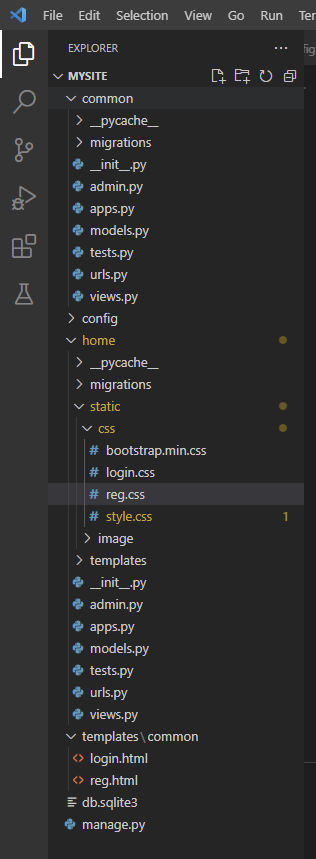 File Edit Selection View Go Run Ter
EXPLORER
fig
MYSITE
common
__pycache__
migrations
__init__.py
admin.py
apps.py
models.py
tests.py
urls.py
views.py
config
home
__pycache__
migrations
static
css
bootstrap.min.css
login.css
reg.css
style.css 1
image
templates
__init__.py
admin.py
apps.py
models.py
tests.py
urls.py
views.py
templates\common
login.html
reg.html
db.sqlite3
manage.py